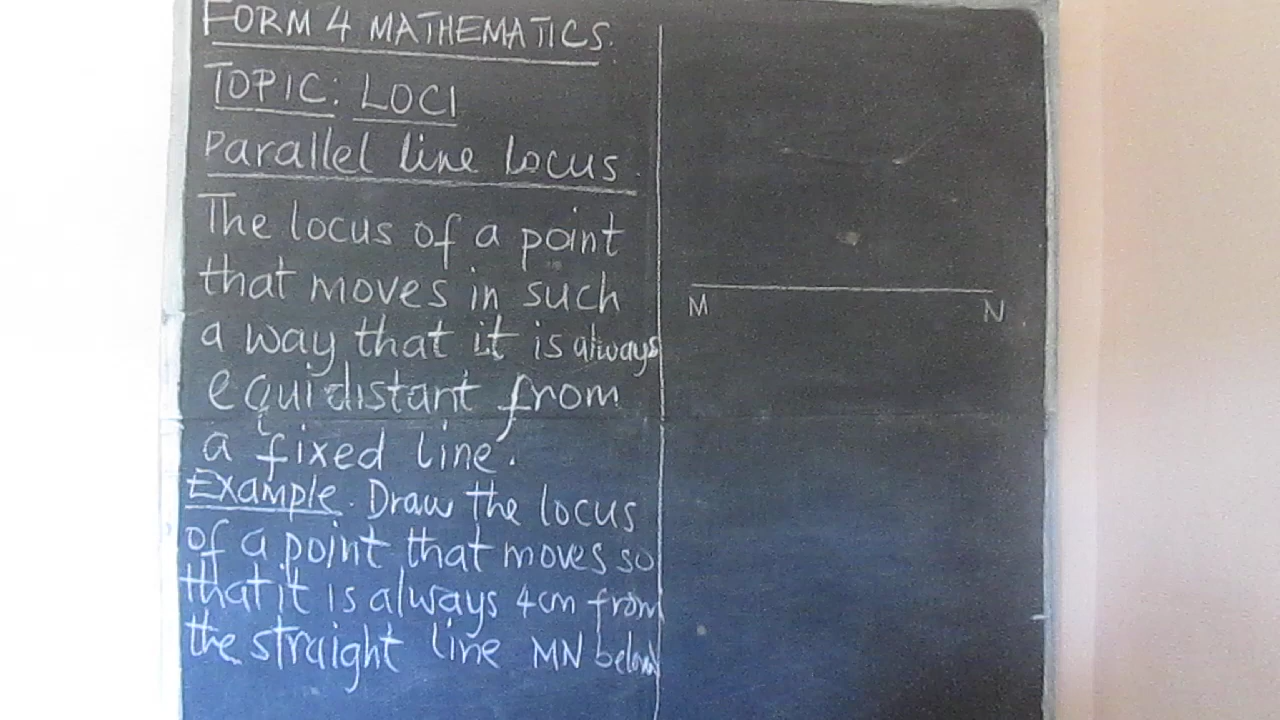 FORM 4 MATHEMATICS.
TOPIC: LOCI
Parallel line locus.
The locus of a point
that moves in such
a way that it is always
equidistant from
a fixed line.
Example. Draw the locus
of a point that moves so
that it is always 4cm from
the straight line MN below
M N